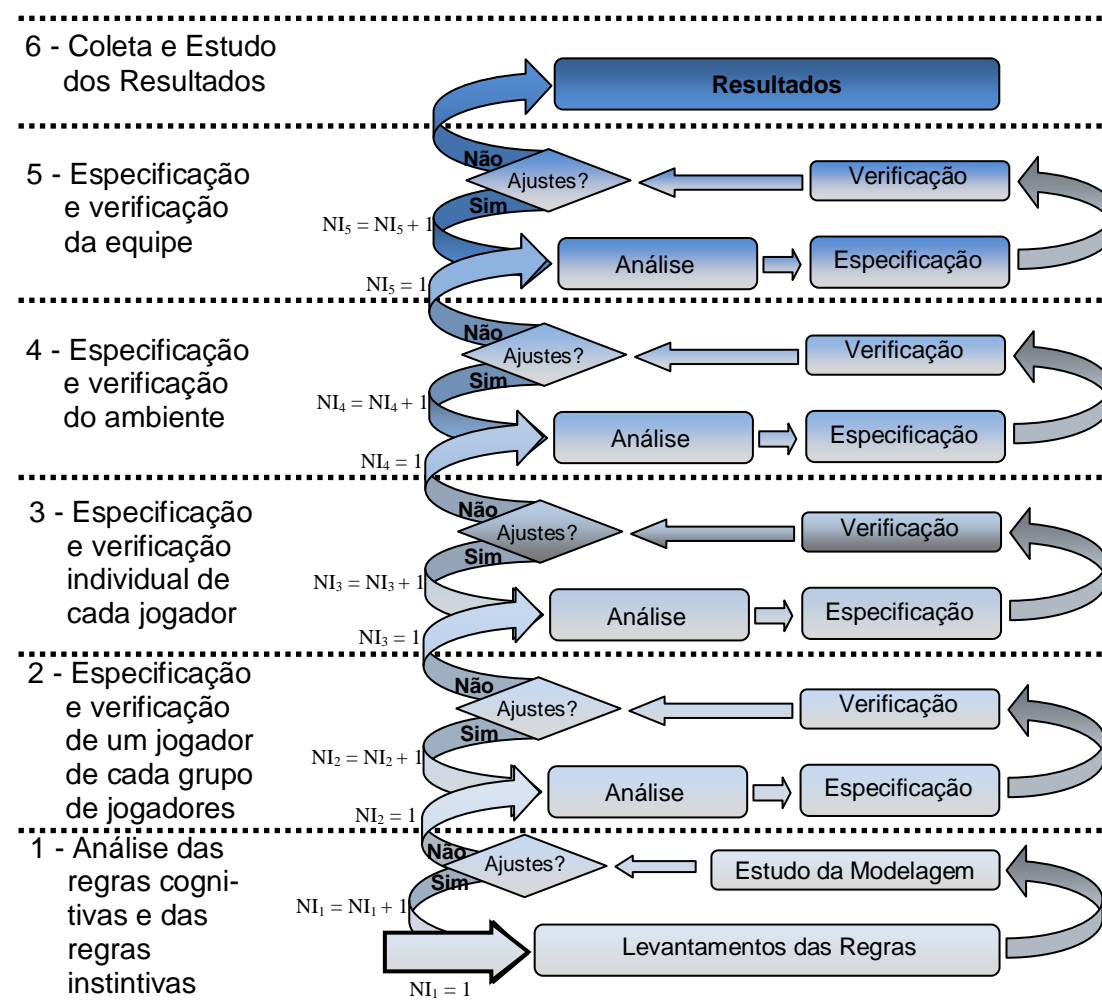 6 - Coleta e Estudo
dos Resultados
Resultados
5 - Especificação
e verificação
da equipe
Não
Ajustes?
Sim
Verificação
NI₅ = NI₅ + 1
Análise
Especificação
NI₅ = 1
4 - Especificação
e verificação
do ambiente
Não
Ajustes?
Sim
Verificação
NI₄ = NI₄ + 1
Análise
Especificação
NI₄ = 1
3 - Especificação
e verificação
individual de
cada jogador
Não
Ajustes?
Sim
Verificação
NI₃ = NI₃ + 1
Análise
Especificação
NI₃ = 1
2 - Especificação
e verificação
de um jogador
de cada grupo
de jogadores
Não
Ajustes?
Sim
Verificação
NI₂ = NI₂ + 1
Análise
Especificação
NI₂ = 1
1 - Análise das
regras cogni-
tivas e das
regras
instintivas
Não
Ajustes?
Sim
Estudo da Modelagem
NI₁ = NI₁ + 1
Levantamentos das Regras
NI₁ = 1